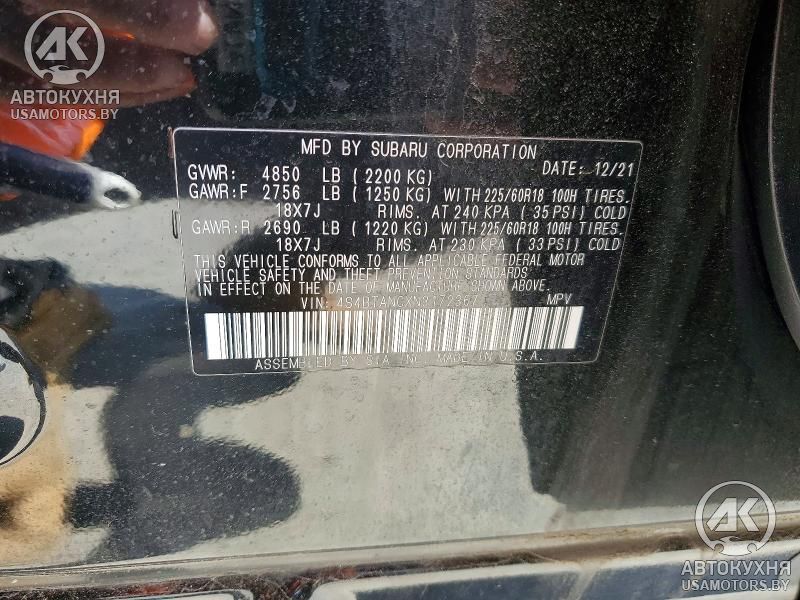 АК
АВТОКУХНЯ
USAMOTORS.BY
MFD BY SUBARU CORPORATION
GVWR: 4850 LB ( 2200 KG) DATE: 12/21
GAWR:F 2756 LB ( 1250 KG) WITH 225/60R18 100H TIRES.
18X7J RIMS. AT 240 KPA ( 35 PSI) COLD
GAWR:R 2690 LB ( 1220 KG) WITH 225/60R18 100H TIRES.
18X7J RIMS. AT 230 KPA ( 33 PSI) COLD
THIS VEHICLE CONFORMS TO ALL APPLICABLE FEDERAL MOTOR
VEHICLE SAFETY AND THEFT PREVENTION STANDARDS
IN EFFECT ON THE DATE OF MANUFACTURE SHOWN ABOVE.
VIN: 4S4BTANCXN3172367 MPV
ASSEMBLED BY SIA, INC. MADE IN U.S.A.
АК
АВТОКУХНЯ
USAMOTORS.BY